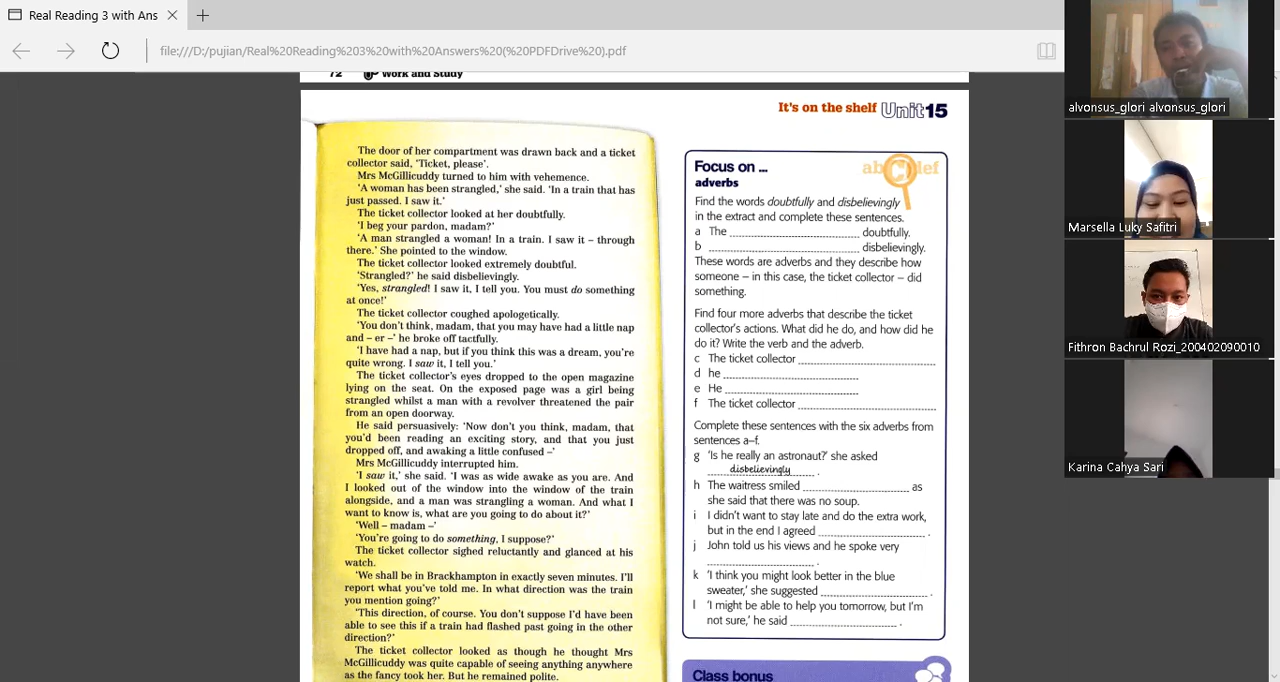 Real Reading 3 with Ans
file:///D:/pujian/Real%20Reading%203%20with%20Answers%20(%20PDFDrive%20).pdf
72 Work and Study
It's on the shelf Unit 15
The door of her compartment was drawn back and a ticket
collector said, 'Ticket, please'.
Mrs McGillicuddy turned to him with vehemence.
'A woman has been strangled,' she said. 'In a train that has
just passed. I saw it.'
The ticket collector looked at her doubtfully.
'I beg your pardon, madam?'
'A man strangled a woman! In a train. I saw it – through
there.' She pointed to the window.
The ticket collector looked extremely doubtful.
'Strangled?' he said disbelievingly.
'Yes, strangled! I saw it, I tell you. You must do something
at once!'
The ticket collector coughed apologetically.
'You don't think, madam, that you may have had a little nap
and – er –' he broke off tactfully.
'I have had a nap, but if you think this was a dream, you're
quite wrong. I saw it, I tell you.'
The ticket collector's eyes dropped to the open magazine
lying on the seat. On the exposed page was a girl being
strangled whilst a man with a revolver threatened the pair
from an open doorway.
He said persuasively: 'Now don't you think, madam, that
you'd been reading an exciting story, and that you just
dropped off, and awaking a little confused –'
Mrs McGillicuddy interrupted him.
'I saw it,' she said. 'I was as wide awake as you are. And
I looked out of the window into the window of the train
alongside, and a man was strangling a woman. And what I
want to know is, what are you going to do about it?'
'Well – madam –'
'You're going to do something, I suppose?'
The ticket collector sighed reluctantly and glanced at his
watch.
'We shall be in Brackhampton in exactly seven minutes. I'll
report what you've told me. In what direction was the train
you mention going?'
'This direction, of course. You don't suppose I'd have been
able to see this if a train had flashed past going in the other
direction?'
The ticket collector looked as though he thought Mrs
McGillicuddy was quite capable of seeing anything anywhere
as the fancy took her. But he remained polite.
Focus on ...
adverbs
Find the words doubtfully and disbelievingly
in the extract and complete these sentences.
a The doubtfully.
b disbelievingly.
These words are adverbs and they describe how
someone – in this case, the ticket collector – did
something.
Find four more adverbs that describe the ticket
collector's actions. What did he do, and how did he
do it? Write the verb and the adverb.
c The ticket collector
d he
e He
f The ticket collector
Complete these sentences with the six adverbs from
sentences a–f.
g 'Is he really an astronaut?' she asked
disbelievingly .
h The waitress smiled as
she said that there was no soup.
i I didn't want to stay late and do the extra work,
but in the end I agreed .
j John told us his views and he spoke very
.
k 'I think you might look better in the blue
sweater,' she suggested .
l 'I might be able to help you tomorrow, but I'm
not sure,' he said .
Class bonus
alvonsus_glori alvonsus_glori
Marsella Luky Safitri
Fithron Bachrul Rozi_200402090010
Karina Cahya Sari